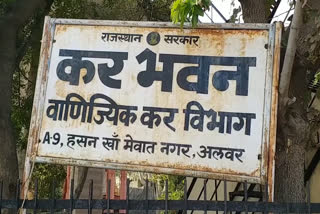 राजस्थान सरकार
कर भवन
वाणिज्यिक कर विभाग
A-9, हसन खाँ मेवात नगर, अलवर